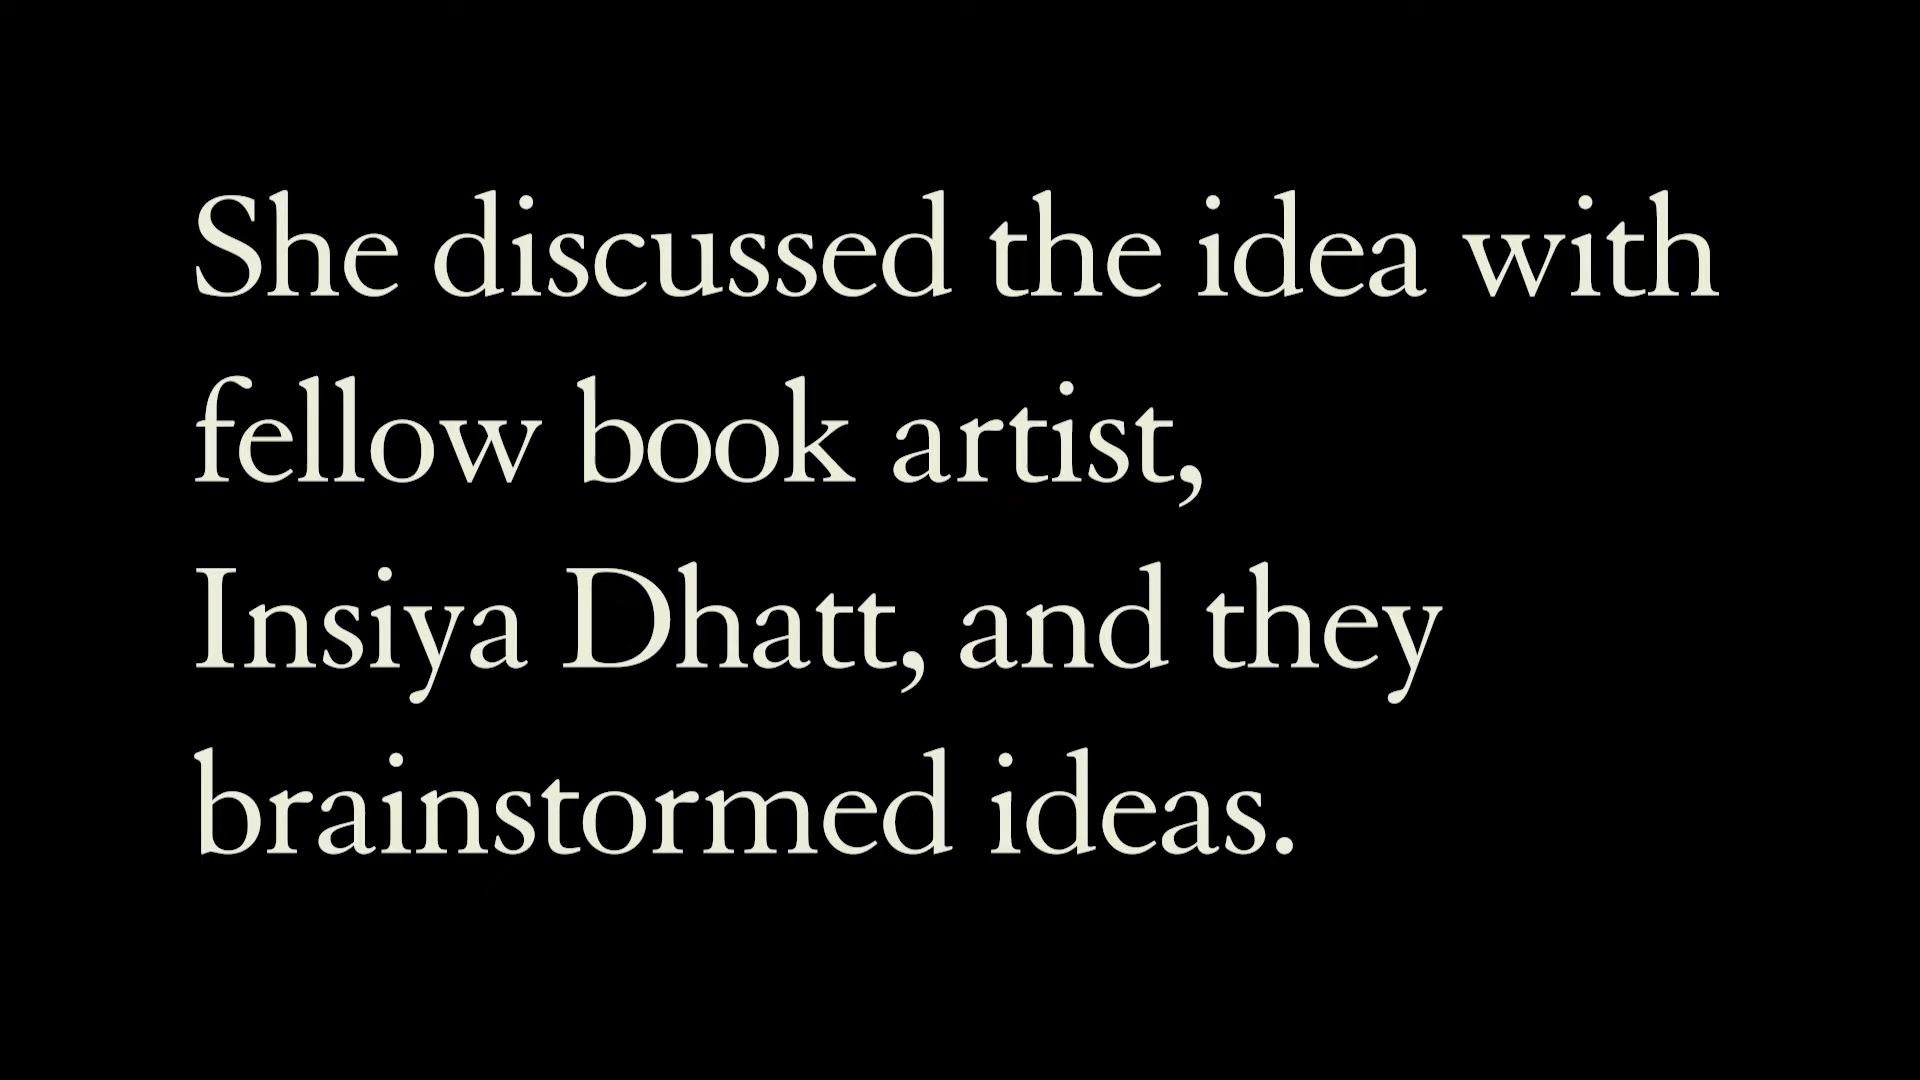 She discussed the idea with
fellow book artist,
Insiya Dhatt, and they
brainstormed ideas.